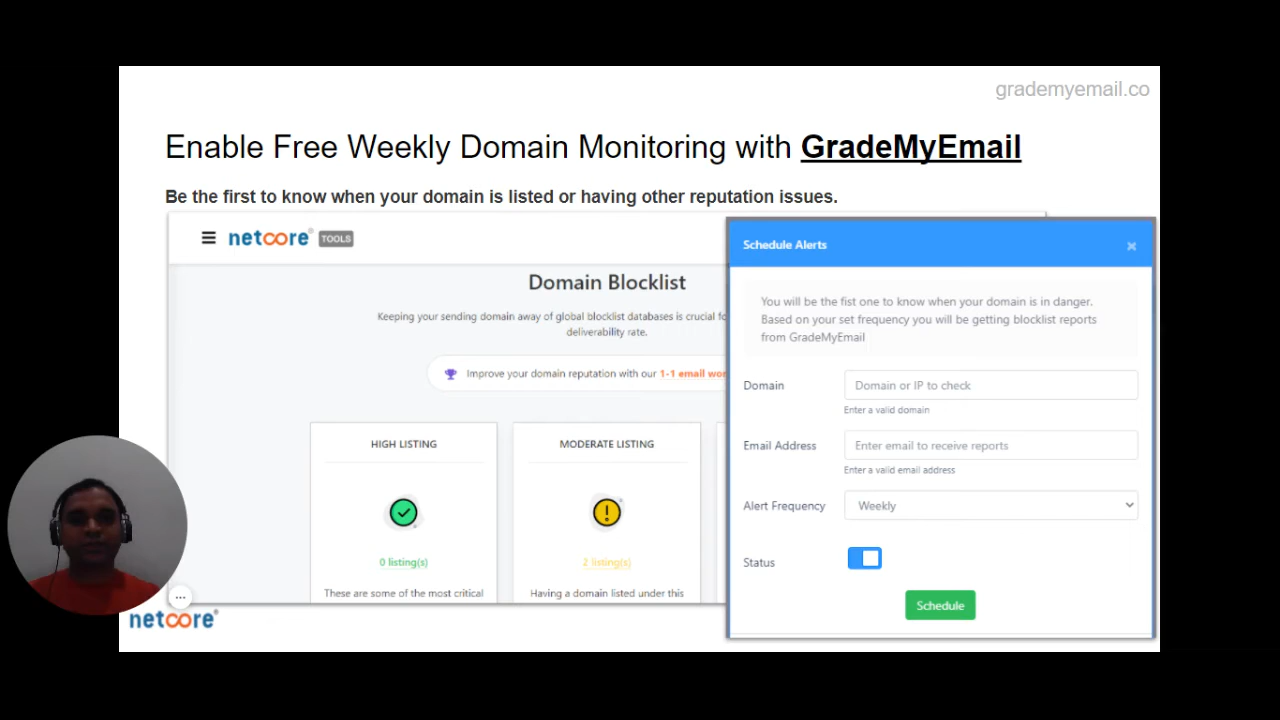 grademyemail.co
Enable Free Weekly Domain Monitoring with GradeMyEmail
Be the first to know when your domain is listed or having other reputation issues.
netcore® TOOLS
Domain Blocklist
Keeping your sending domain away of global blocklist databases is crucial
deliverability rate.
Improve your domain reputation with our 1-1 email
HIGH LISTING
0 listing(s)
These are some of the most critical
MODERATE LISTING
2 listing(s)
Having a domain listed under this
Schedule Alerts ×
You will be the fist one to know when your domain is in danger.
Based on your set frequency you will be getting blocklist reports
from GradeMyEmail
Domain
Domain or IP to check
Enter a valid domain
Email Address
Enter email to receive reports
Enter a valid email address
Alert Frequency
Weekly
Status
Schedule
netcore®